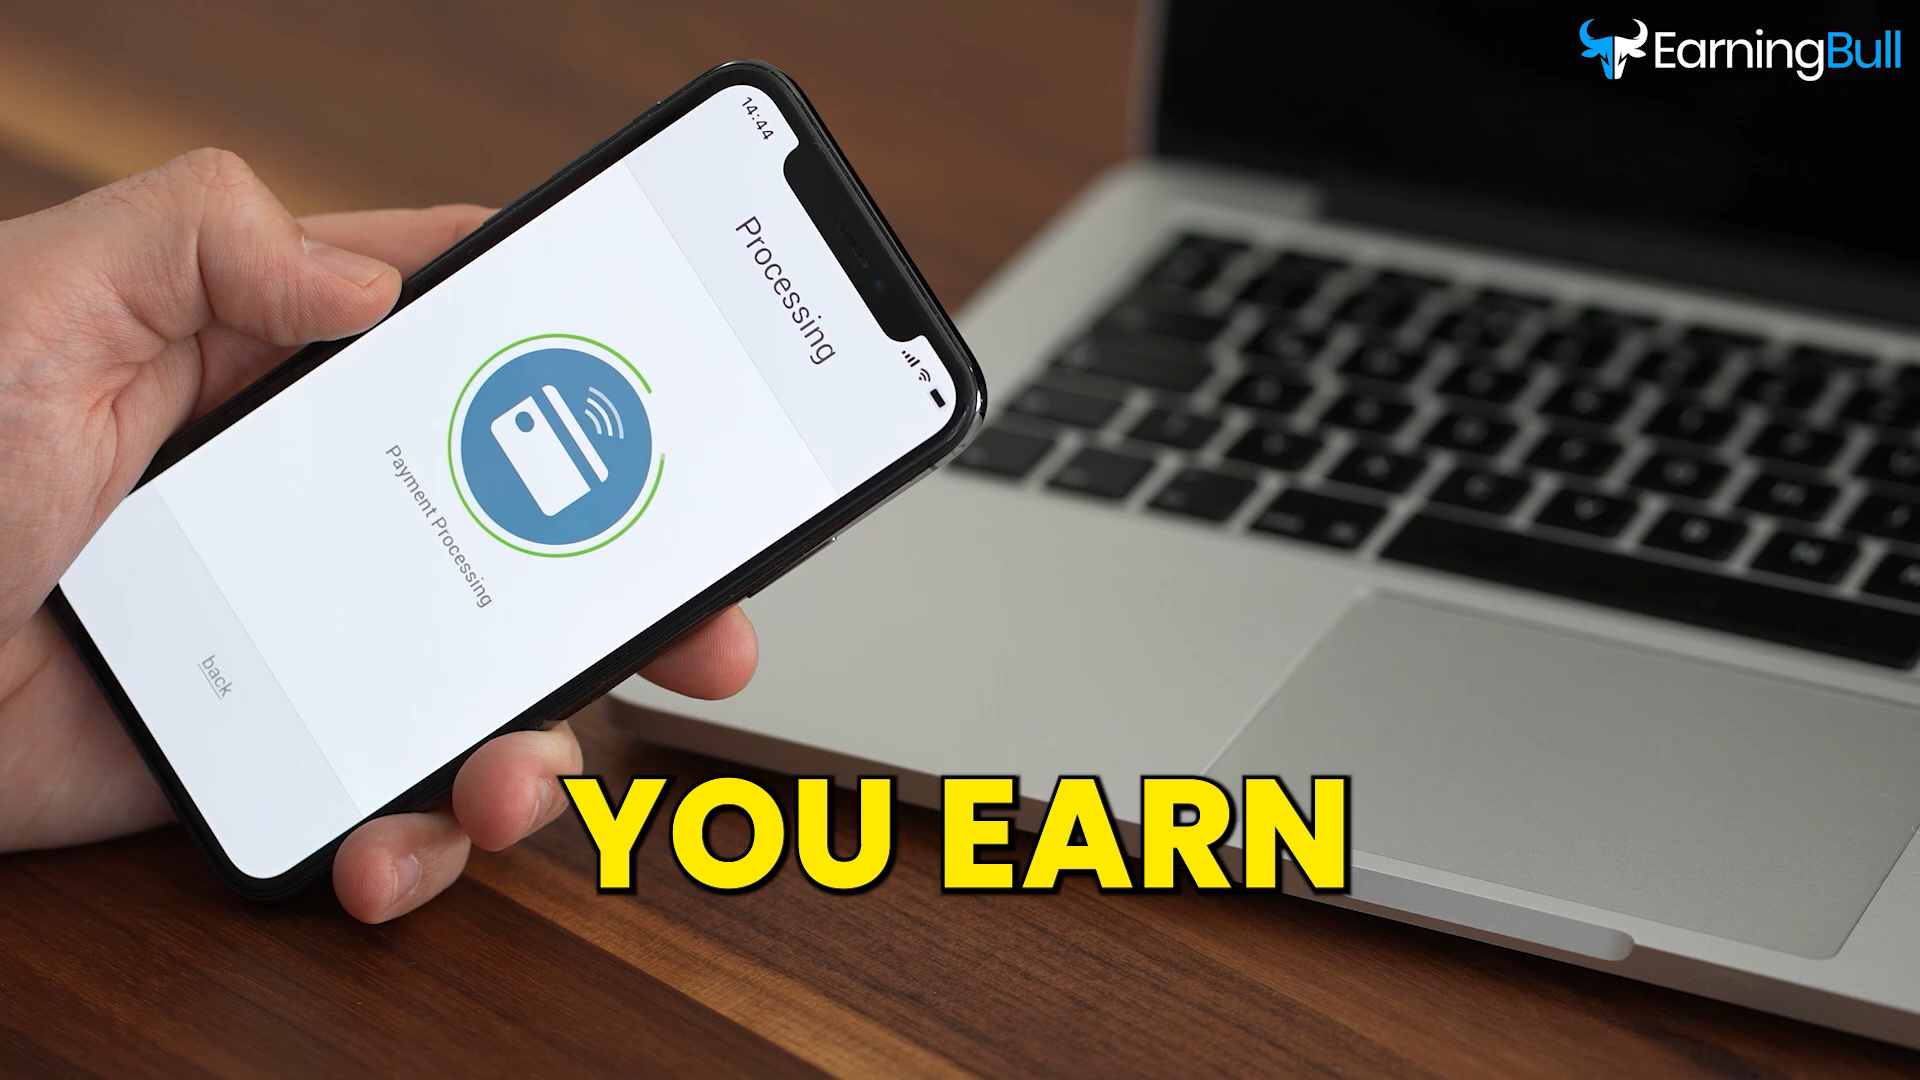 EarningBull
14:44
Processing
Payment Processing
back
YOU EARN